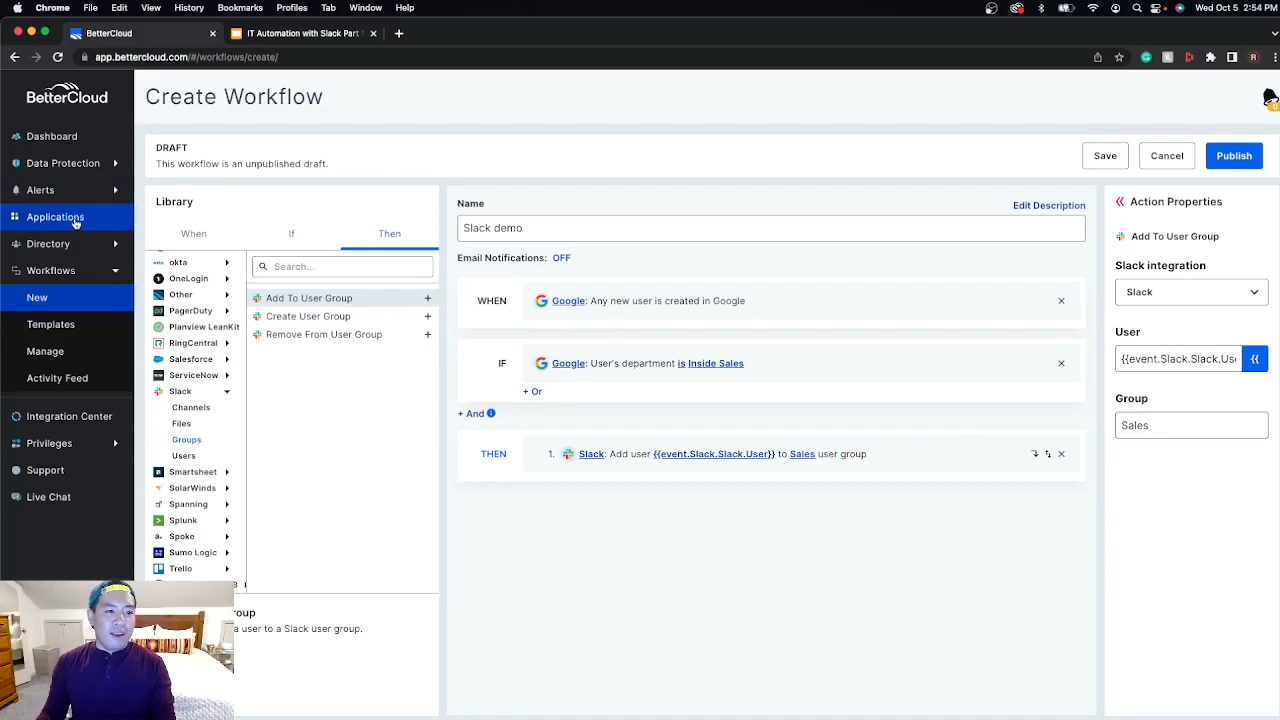 Chrome File Edit View History Bookmarks Profiles Tab Window Help Wed Oct 5 2:54 PM
BetterCloud IT Automation with Slack Part
app.bettercloud.com/#/workflows/create/
BetterCloud
Dashboard
Data Protection
Alerts
Applications
Directory
Workflows
New
Templates
Manage
Activity Feed
Integration Center
Privileges
Support
Live Chat
Create Workflow
DRAFT
This workflow is an unpublished draft.
Save Cancel Publish
Library
When If Then
okta
OneLogin
Other
PagerDuty
Planview LeanKit
RingCentral
Salesforce
ServiceNow
Slack
Channels
Files
Groups
Users
Smartsheet
SolarWinds
Spanning
Splunk
Spoke
Sumo Logic
Trello
Search...
Add To User Group +
Create User Group +
Remove From User Group +
roup
a user to a Slack user group.
Name Edit Description
Slack demo
Email Notifications: OFF
WHEN Google: Any new user is created in Google
IF Google: User's department is Inside Sales
+ Or
+ And
THEN 1. Slack: Add user {{event.Slack.Slack.User}} to Sales user group
Action Properties
Add To User Group
Slack integration
Slack
User
{{event.Slack.Slack.Use {{
Group
Sales